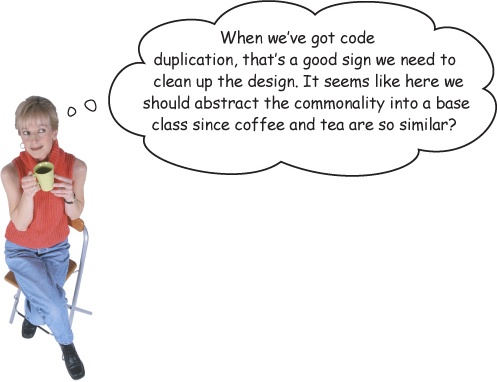 When we've got code
duplication, that's a good sign we need to
clean up the design. It seems like here we
should abstract the commonality into a base
class since coffee and tea are so similar?